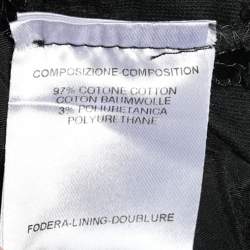 COMPOSIZIONE-COMPOSITION
97% COTONE COTTON
COTON BAUMWOLLE
3% POLIURETANICA
POLYURETHANE
FODERA-LINING-DOUBLURE